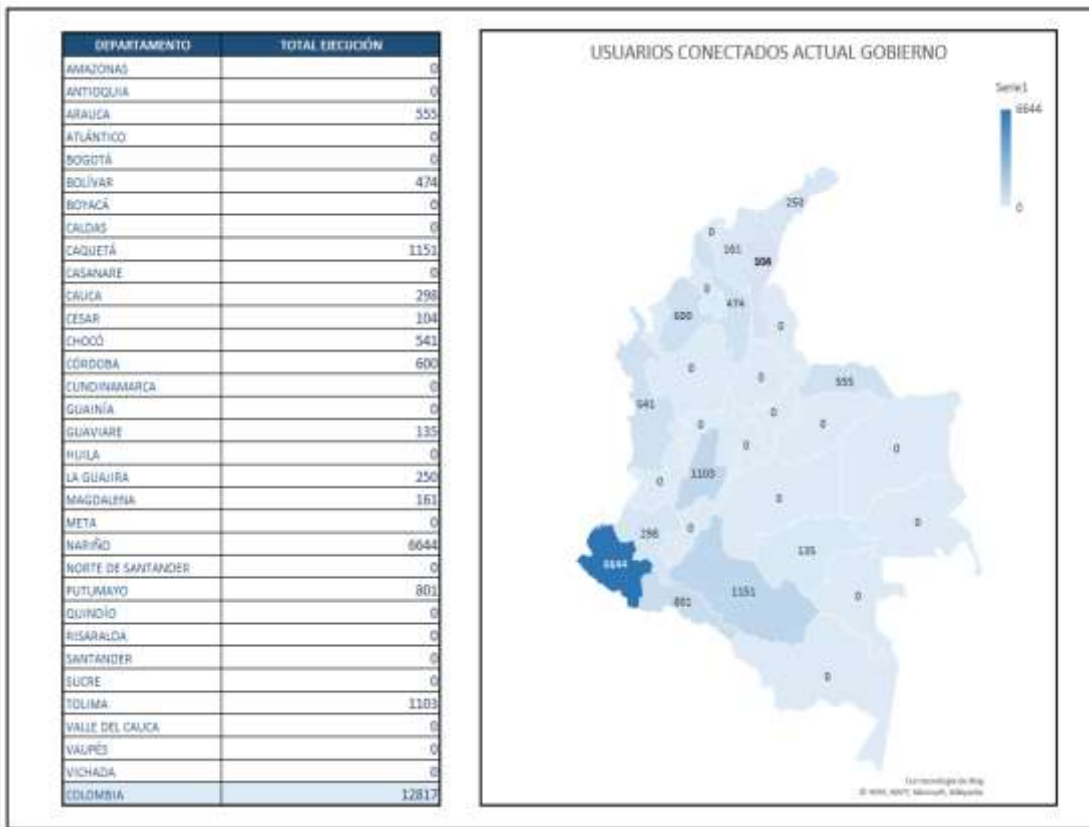 DEPARTAMENTO TOTAL EJECUCIÓN
AMAZONAS 0
ANTIOQUIA 0
ARAUCA 555
ATLÁNTICO 0
BOGOTÁ 0
BOLÍVAR 474
BOYACÁ 0
CALDAS 0
CAQUETÁ 1151
CASANARE 0
CAUCA 298
CESAR 104
CHOCÓ 541
CÓRDOBA 600
CUNDINAMARCA 0
GUAINÍA 0
GUAVIARE 135
HUILA 0
LA GUAJIRA 250
MAGDALENA 161
META 0
NARIÑO 6644
NORTE DE SANTANDER 0
PUTUMAYO 801
QUINDÍO 0
RISARALDA 0
SANTANDER 0
SUCRE 0
TOLIMA 1103
VALLE DEL CAUCA 0
VAUPÉS 0
VICHADA 0
COLOMBIA 12817
USUARIOS CONECTADOS ACTUAL GOBIERNO
Serie1
6644
0
250
0
161
104
0
474
600
0
0
0
555
541
0
0
0
0
0
1103
0
0
298
0
0
135
6644
1151
801
0
0
Con tecnología de Bing